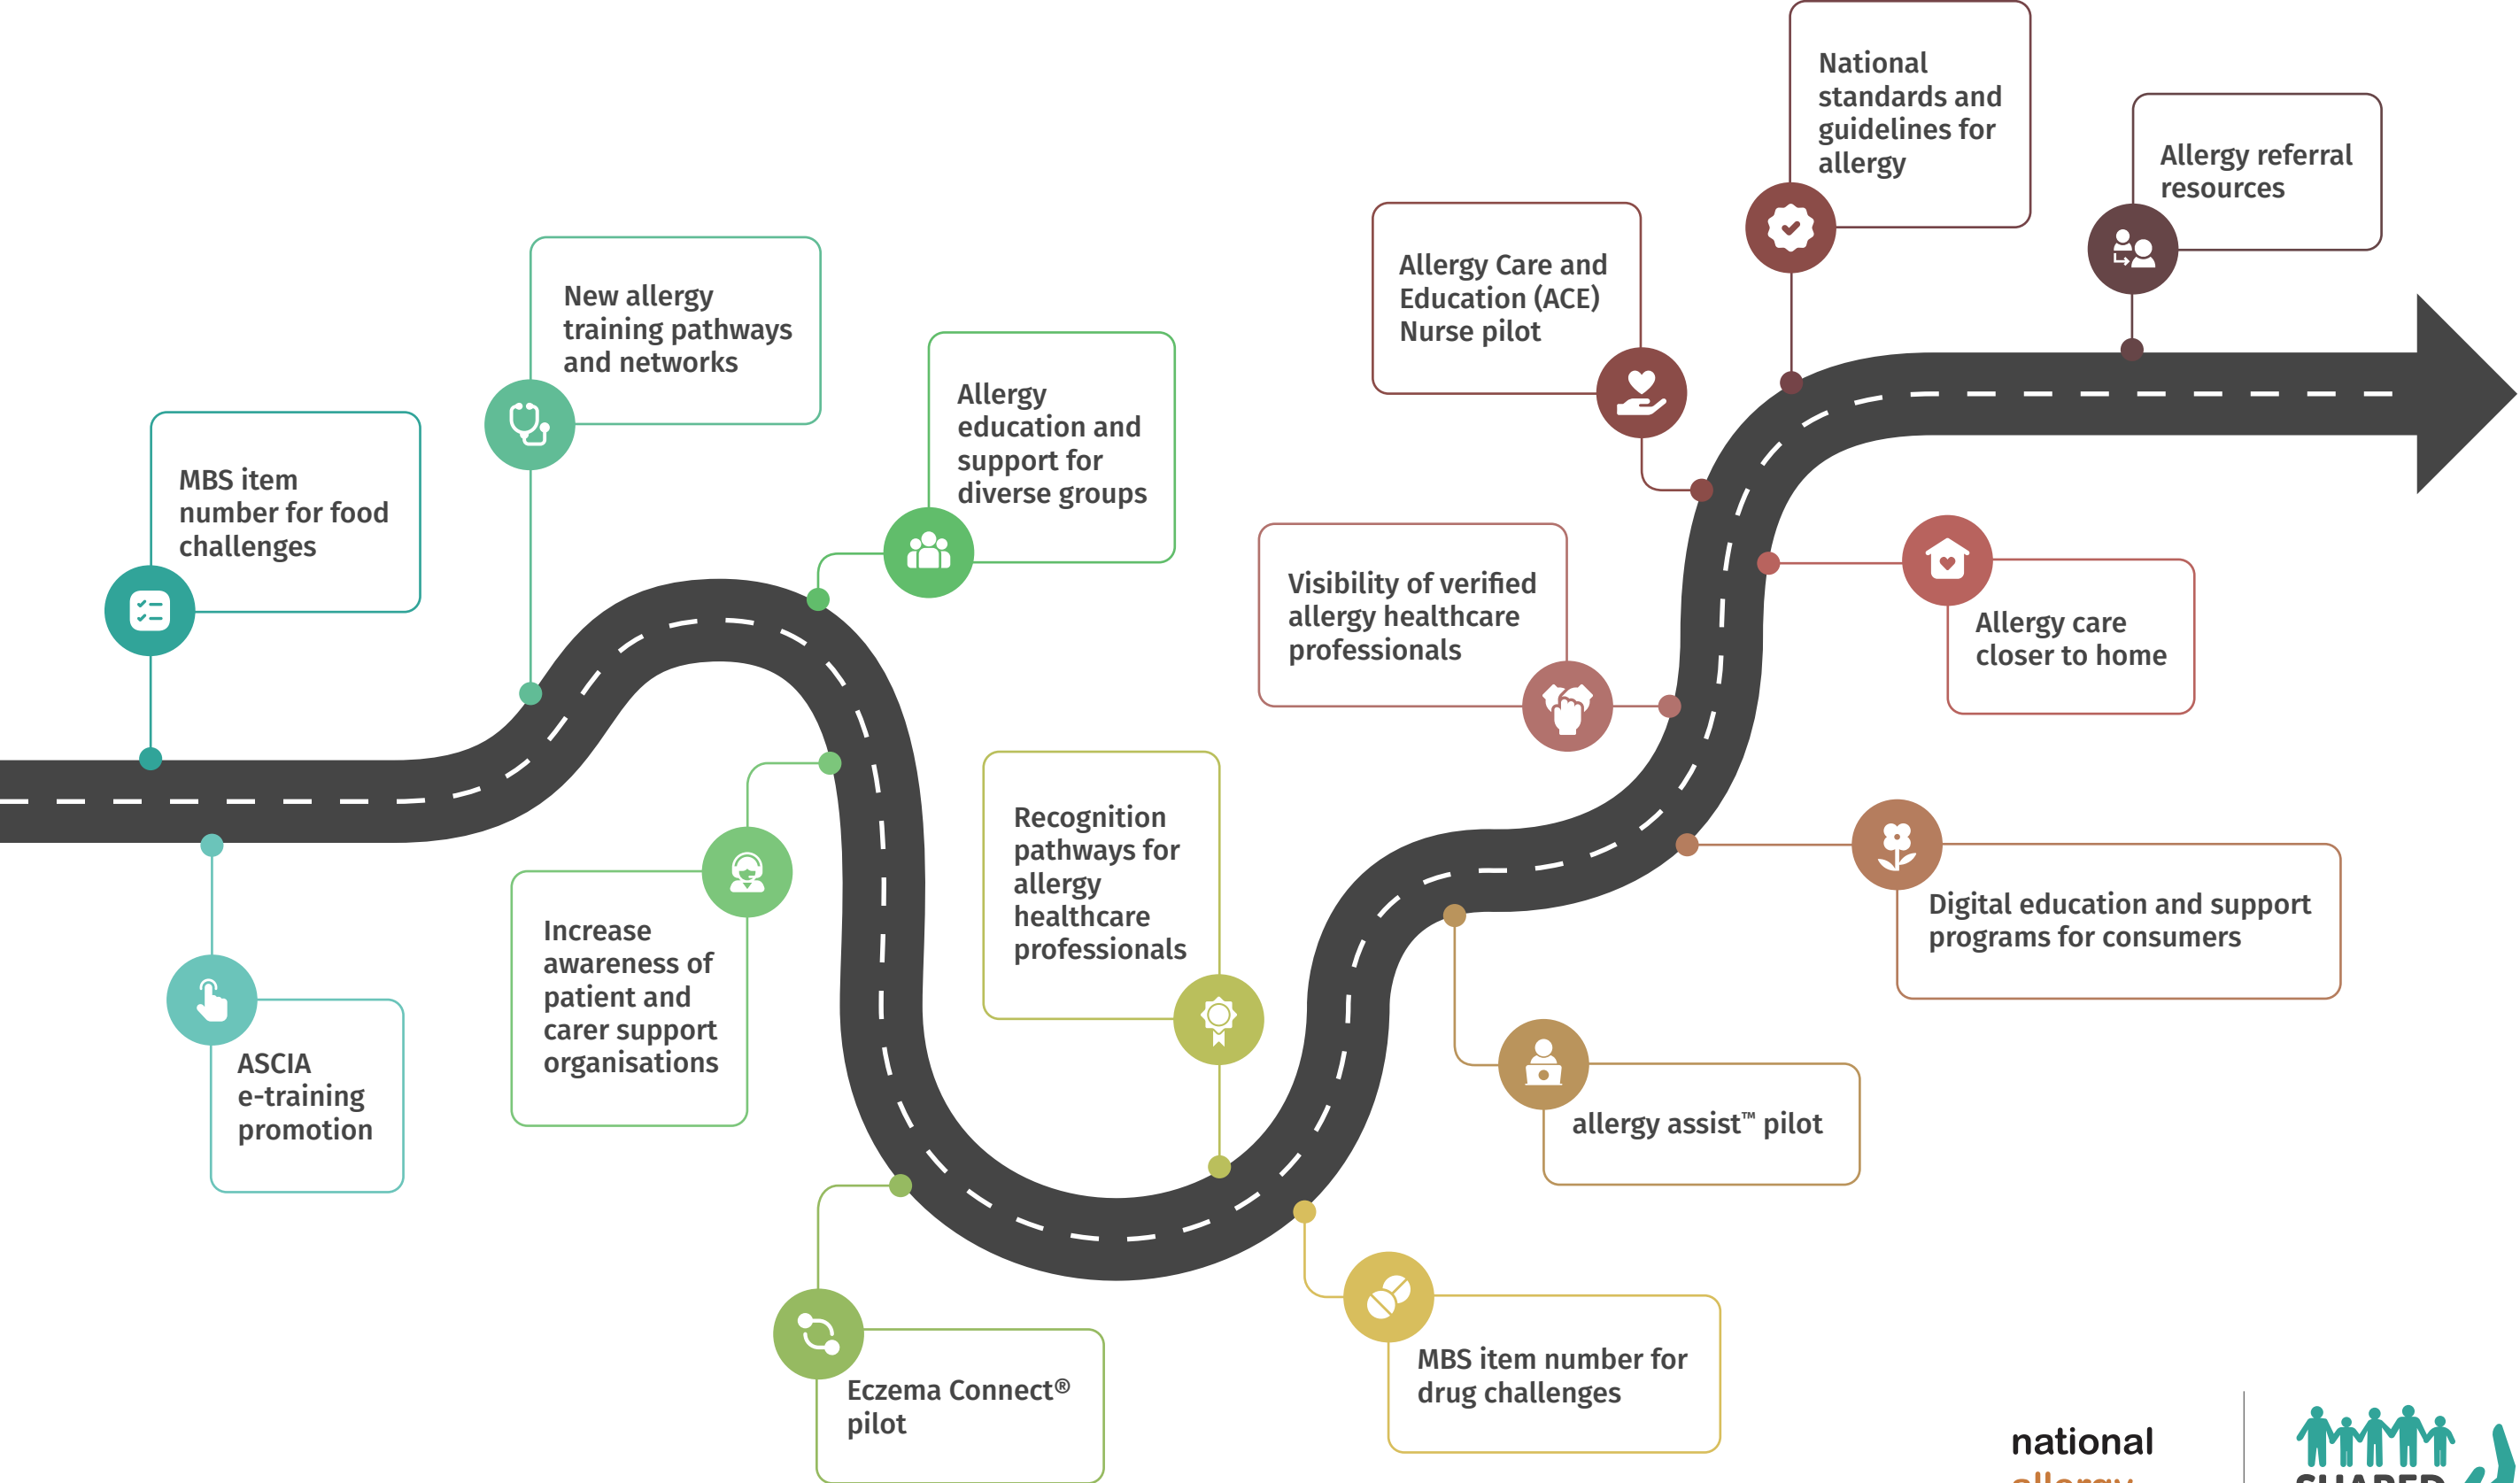 MBS item
number for food
challenges
ASCIA
e-training
promotion
New allergy
training pathways
and networks
Allergy
education and
support for
diverse groups
Increase
awareness of
patient and
carer support
organisations
Eczema Connect®
pilot
Recognition
pathways for
allergy
healthcare
professionals
MBS item number for
drug challenges
allergy assist™ pilot
Digital education and support
programs for consumers
Visibility of verified
allergy healthcare
professionals
Allergy care
closer to home
Allergy Care and
Education (ACE)
Nurse pilot
National
standards and
guidelines for
allergy
Allergy referral
resources
national
allergy
SHARED